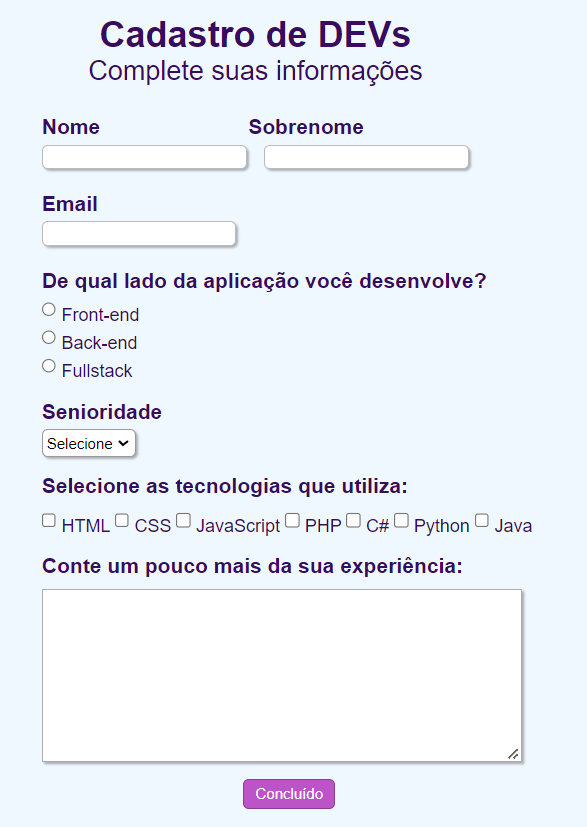 Cadastro de DEVs
Complete suas informações
Nome Sobrenome
Email
De qual lado da aplicação você desenvolve?
Front-end
Back-end
Fullstack
Senioridade
Selecione
Selecione as tecnologias que utiliza:
HTML CSS JavaScript PHP C# Python Java
Conte um pouco mais da sua experiência:
Concluído